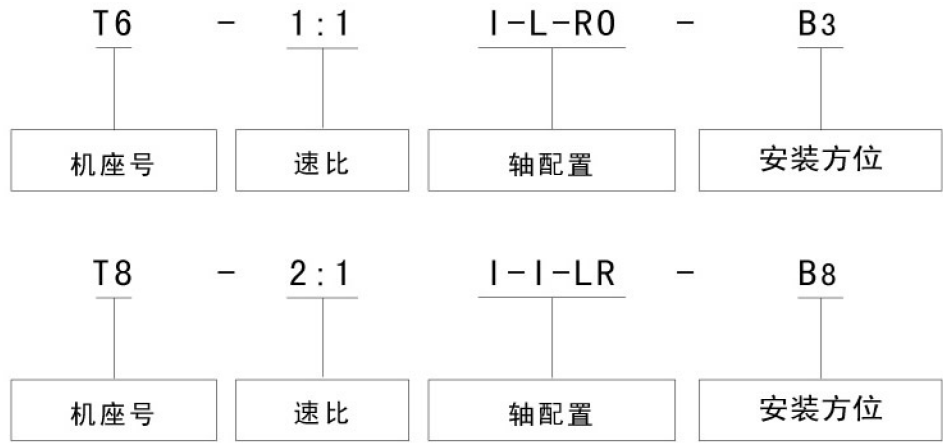 T6 - 1:1 I-L-RO - B3
机座号 速比 轴配置 安装方位
T8 - 2:1 I-I-LR - B8
机座号 速比 轴配置 安装方位